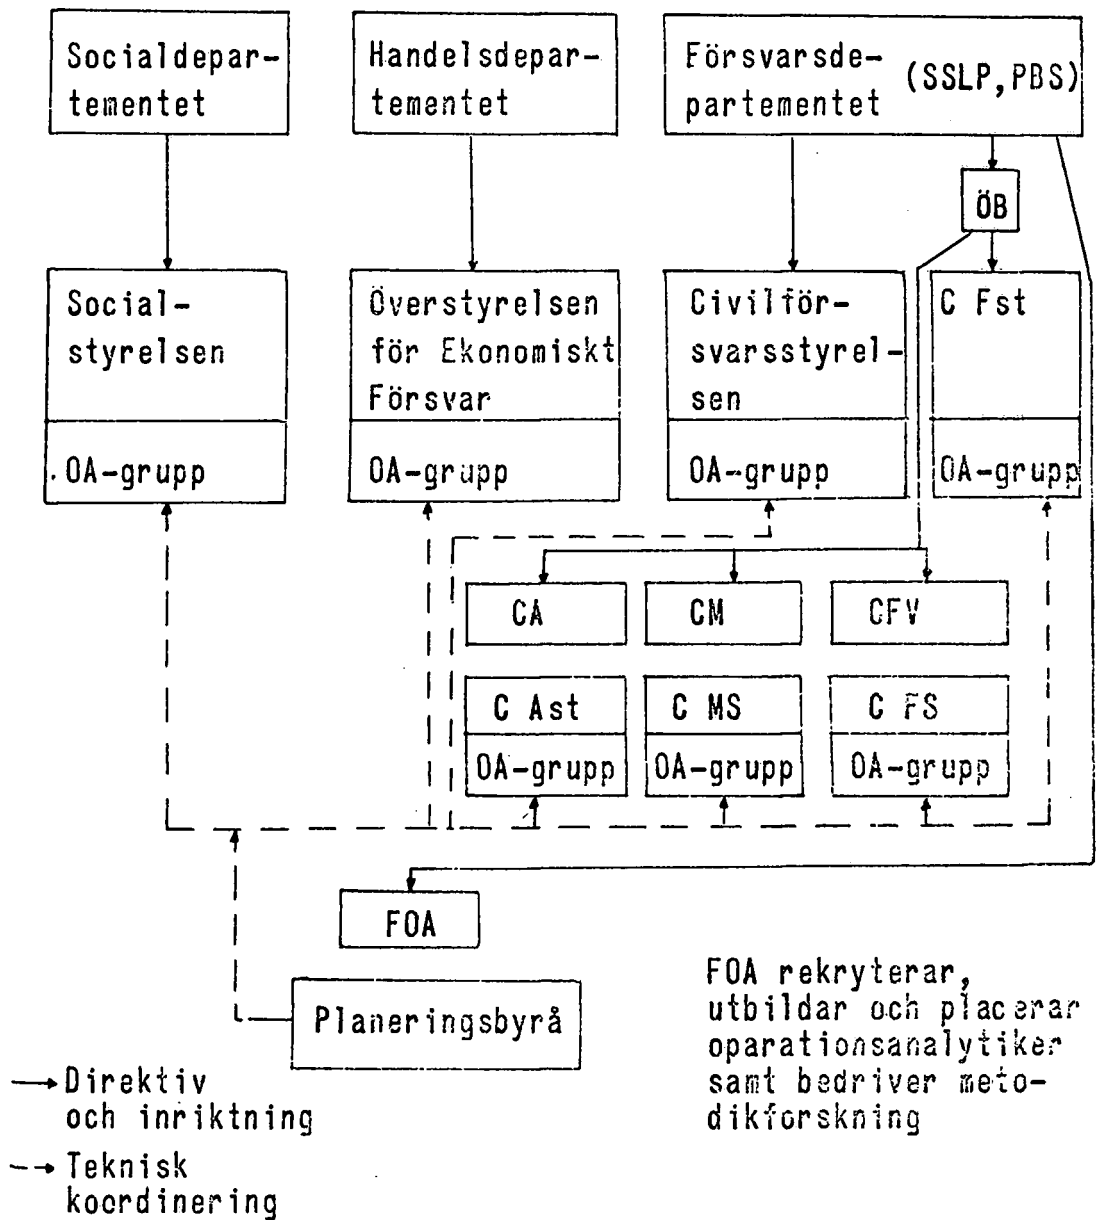 Socialdepar-
tementet
Handelsdepar-
tementet
Försvarsde-
partementet
(SSLP, PBS)
ÖB
Social-
styrelsen
OA-grupp
Överstyrelsen
för Ekonomiskt
Försvar
OA-grupp
Civilför-
svarsstyrel-
sen
OA-grupp
C Fst
OA-grupp
CA
CM
CFV
C Ast
OA-grupp
C MS
OA-grupp
C FS
OA-grupp
FOA
Planeringsbyrå
FOA rekryterar,
utbildar och placerar
oparationsanalytiker
samt bedriver meto-
dikforskning
Direktiv
och inriktning
Teknisk
koordinering